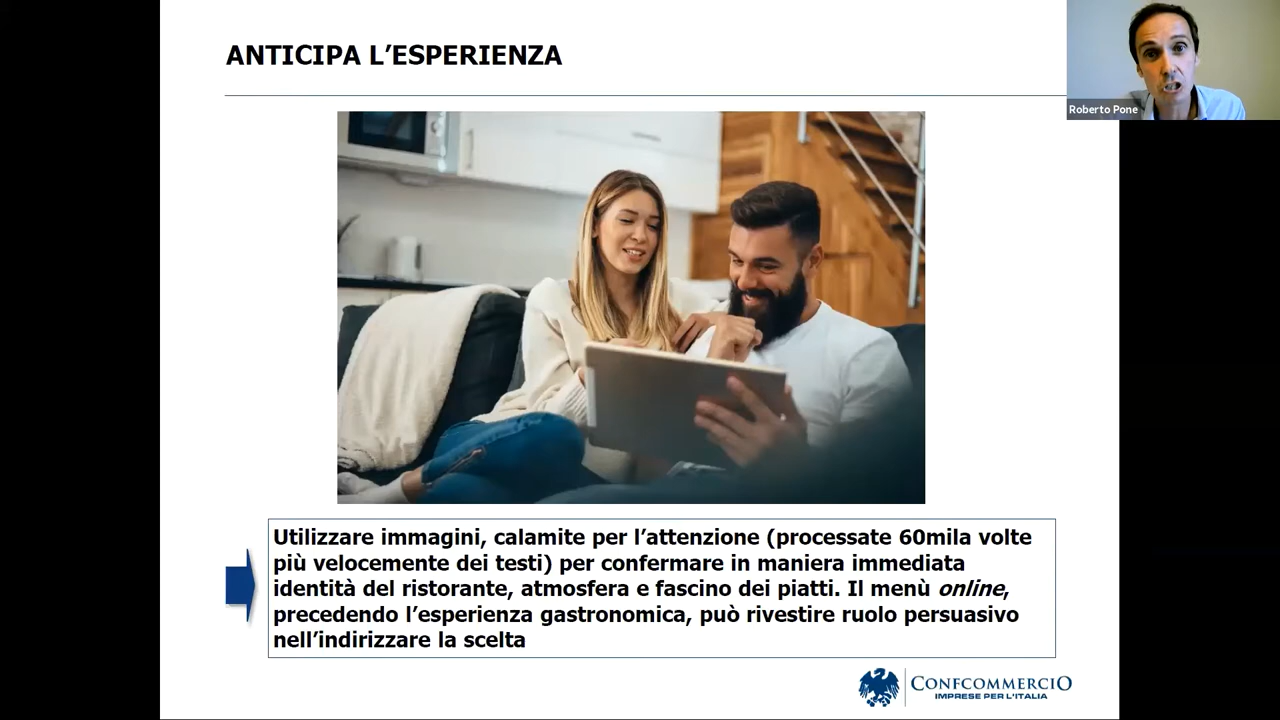 ANTICIPA L’ESPERIENZA
Roberto Pone
Utilizzare immagini, calamite per l’attenzione (processate 60mila volte
più velocemente dei testi) per confermare in maniera immediata
identità del ristorante, atmosfera e fascino dei piatti. Il menù online,
precedendo l’esperienza gastronomica, può rivestire ruolo persuasivo
nell’indirizzare la scelta
CONFCOMMERCIO
IMPRESE PER L'ITALIA